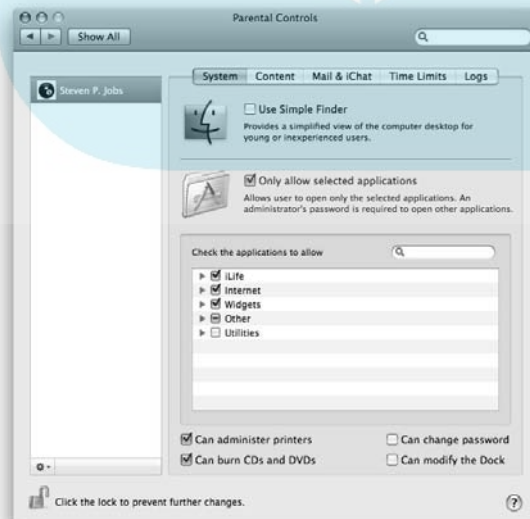 Parental Controls
Show All
System Content Mail & iChat Time Limits Logs
Steven P. Jobs
Use Simple Finder
Provides a simplified view of the computer desktop for
young or inexperienced users.
Only allow selected applications
Allows user to open only the selected applications. An
administrator's password is required to open other applications.
Check the applications to allow
iLife
Internet
Widgets
Other
Utilities
Can administer printers
Can change password
Can burn CDs and DVDs
Can modify the Dock
Click the lock to prevent further changes.
?